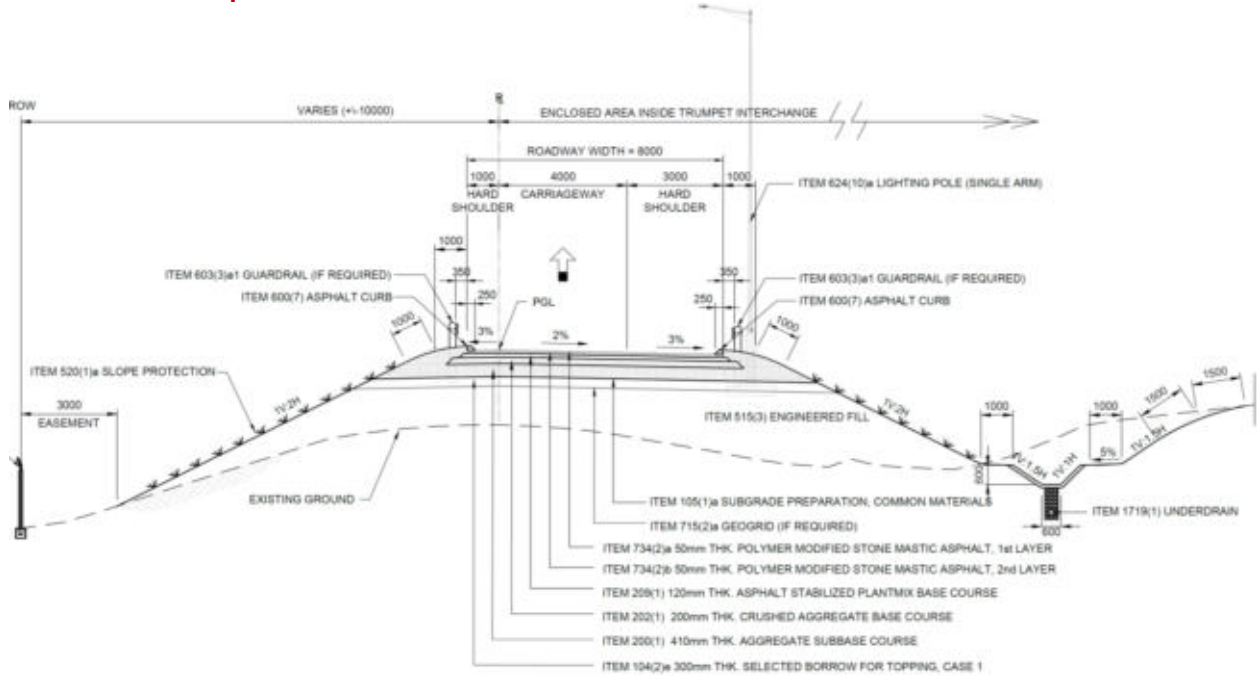 ROW
VARIES (+\-10000)
ENCLOSED AREA INSIDE TRUMPET INTERCHANGE
ROADWAY WIDTH = 8000
1000
4000
3000
1000
HARD
SHOULDER
CARRIAGEWAY
HARD
SHOULDER
ITEM 624(10)a LIGHTING POLE (SINGLE ARM)
1000
ITEM 603(3)a1 GUARDRAIL (IF REQUIRED)
350
350
ITEM 603(3)a1 GUARDRAIL (IF REQUIRED)
ITEM 600(7) ASPHALT CURB
250
PGL
250
ITEM 600(7) ASPHALT CURB
1000
3%
2%
3%
1000
ITEM 520(1)a SLOPE PROTECTION
3000
EASEMENT
1V:2H
ITEM 515(3) ENGINEERED FILL
1V:2H
1000
1000
1500
1500
600
1V:1.5H
1V:1H
5%
1V:1.5H
EXISTING GROUND
ITEM 105(1)a SUBGRADE PREPARATION, COMMON MATERIALS
ITEM 1719(1) UNDERDRAIN
600
ITEM 715(2)a GEOGRID (IF REQUIRED)
ITEM 734(2)a 50mm THK. POLYMER MODIFIED STONE MASTIC ASPHALT, 1st LAYER
ITEM 734(2)b 50mm THK. POLYMER MODIFIED STONE MASTIC ASPHALT, 2nd LAYER
ITEM 209(1) 120mm THK. ASPHALT STABILIZED PLANTMIX BASE COURSE
ITEM 202(1) 200mm THK. CRUSHED AGGREGATE BASE COURSE
ITEM 200(1) 410mm THK. AGGREGATE SUBBASE COURSE
ITEM 104(2)e 300mm THK. SELECTED BORROW FOR TOPPING, CASE 1